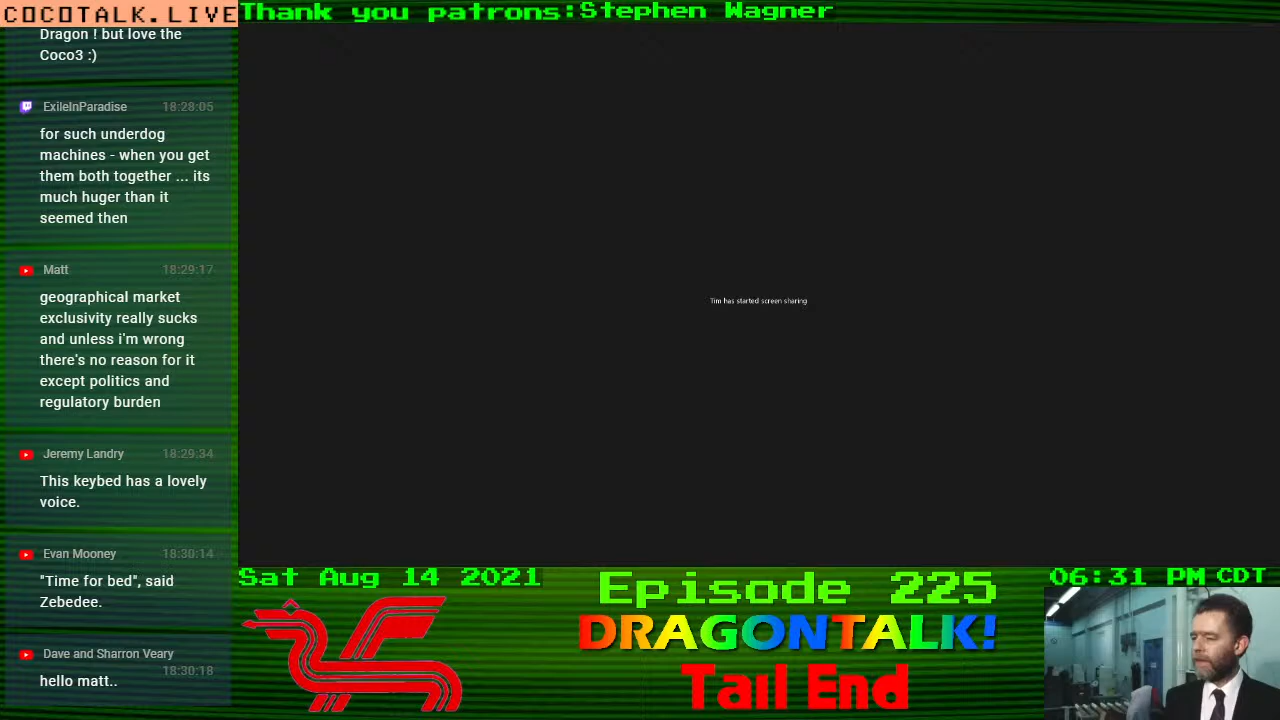 COCOTALK.LIVE
Thank you patrons:Stephen Wagner
Dragon ! but love the
Coco3 :)
ExileInParadise 18:28:05
for such underdog
machines - when you get
them both together ... its
much huger than it
seemed then
Matt 18:29:17
geographical market
exclusivity really sucks
and unless i'm wrong
there's no reason for it
except politics and
regulatory burden
Jeremy Landry 18:29:34
This keybed has a lovely
voice.
Evan Mooney 18:30:14
"Time for bed", said
Zebedee.
Dave and Sharron Veary
18:30:18
hello matt..
Tim has started screen sharing
Sat Aug 14 2021
Episode 225
DRAGONTALK!
Tail End
06:31 PM CDT